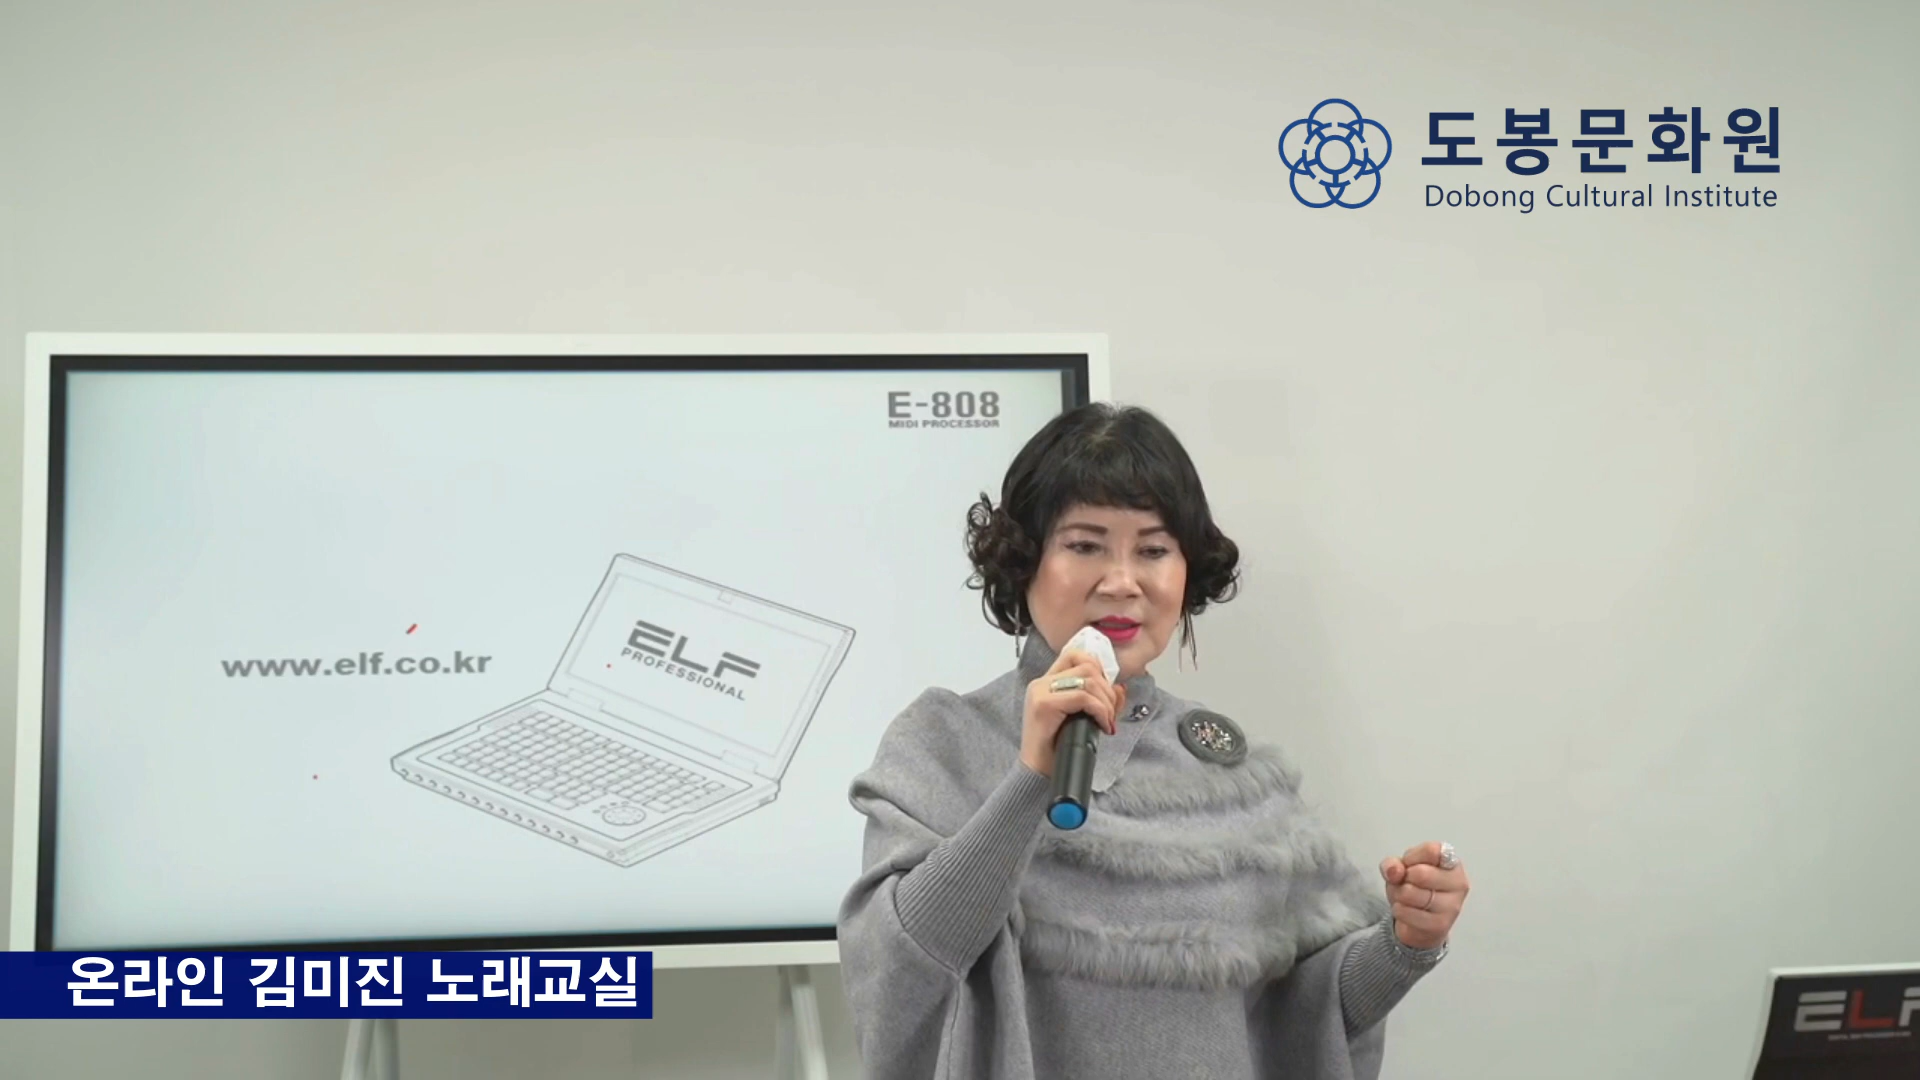 도봉문화원
Dobong Cultural Institute
E-808
MIDI PROCESSOR
www.elf.co.kr
ELF
PROFESSIONAL
온라인 김미진 노래교실
ELF